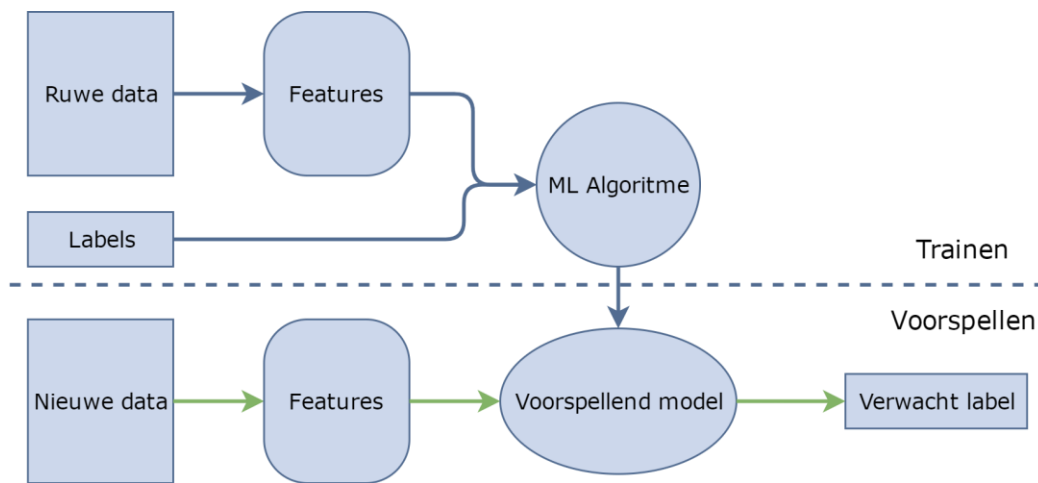 Ruwe data
Features
ML Algoritme
Labels
Trainen
Voorspellen
Nieuwe data
Features
Voorspellend model
Verwacht label